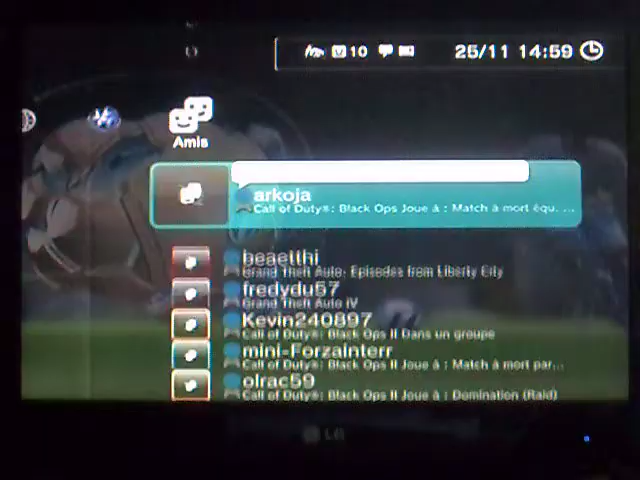 10 25/11 14:59
Amis
arkoja
Call of Duty®: Black Ops Joue à : Match à mort équ. ...
beaetthi
Grand Theft Auto: Episodes from Liberty City
fredydu57
Grand Theft Auto IV
Kevin240897
Call of Duty®: Black Ops II Dans un groupe
mini-Forzainterr
Call of Duty®: Black Ops II Joue à : Match à mort par...
olrac59
Call of Duty®: Black Ops II Joue à : Domination (Raid)
LG